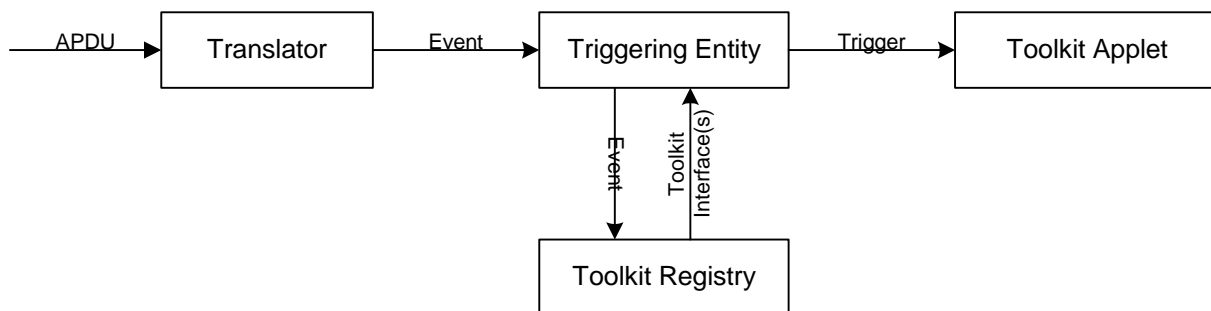 APDU
Translator
Event
Triggering Entity
Trigger
Toolkit Applet
Event
Toolkit
Interface(s)
Toolkit Registry